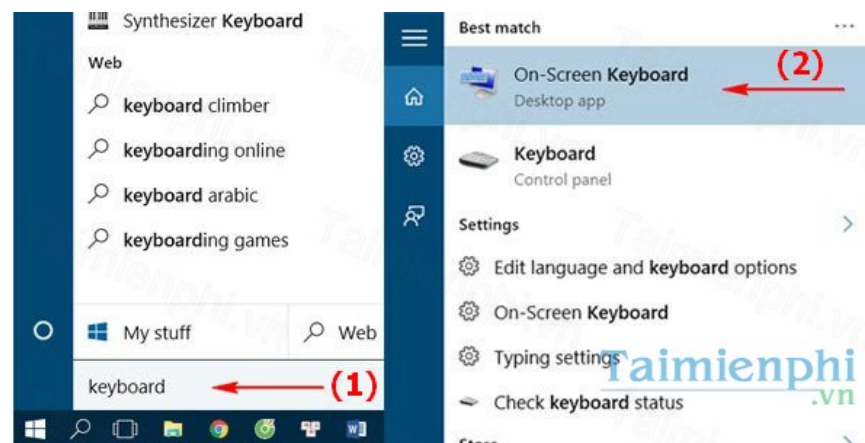 Synthesizer Keyboard
Web
keyboard climber
keyboarding online
keyboard arabic
keyboarding games
My stuff
Web
keyboard
(1)
Best match
...
On-Screen Keyboard
Desktop app
(2)
Keyboard
Control panel
Settings
Edit language and keyboard options
On-Screen Keyboard
Typing settings
Check keyboard status
Store
Taimienphi
.vn